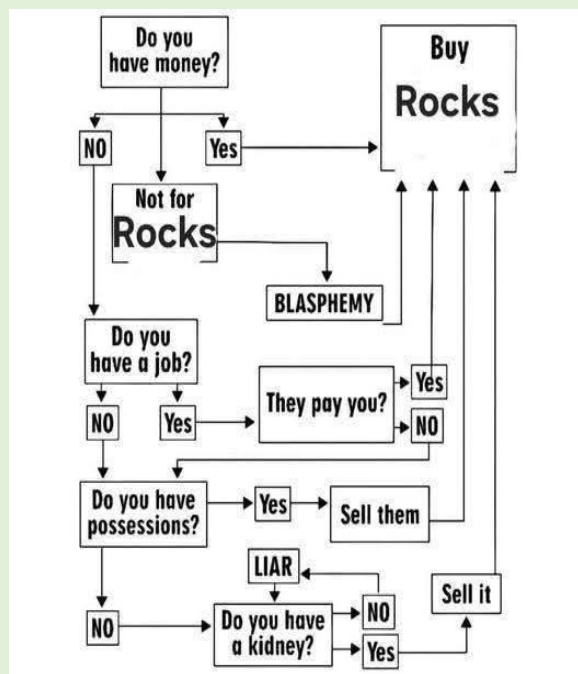 Do you
have money?
Buy
Rocks
NO
Yes
Not for
Rocks
BLASPHEMY
Do you
have a job?
They pay you?
Yes
NO
NO
Yes
Do you have
possessions?
Yes
Sell them
LIAR
NO
Do you have
a kidney?
NO
Yes
Sell it